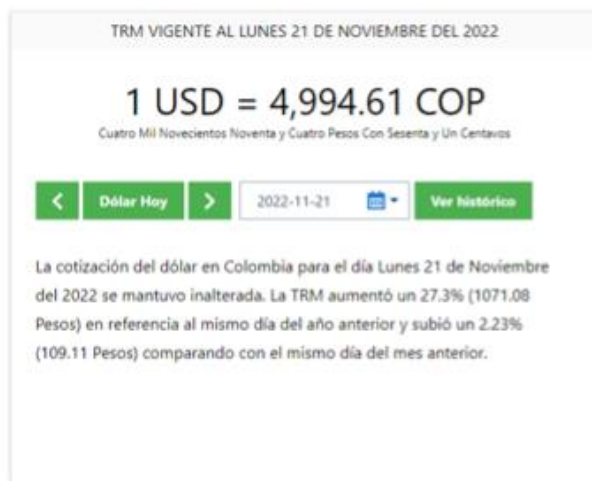 TRM VIGENTE AL LUNES 21 DE NOVIEMBRE DEL 2022
1 USD = 4,994.61 COP
Cuatro Mil Novecientos Noventa y Cuatro Pesos Con Sesenta y Un Centavos
Dólar Hoy 2022-11-21 Ver histórico
La cotización del dólar en Colombia para el día Lunes 21 de Noviembre
del 2022 se mantuvo inalterada. La TRM aumentó un 27.3% (1071.08
Pesos) en referencia al mismo día del año anterior y subió un 2.23%
(109.11 Pesos) comparando con el mismo día del mes anterior.